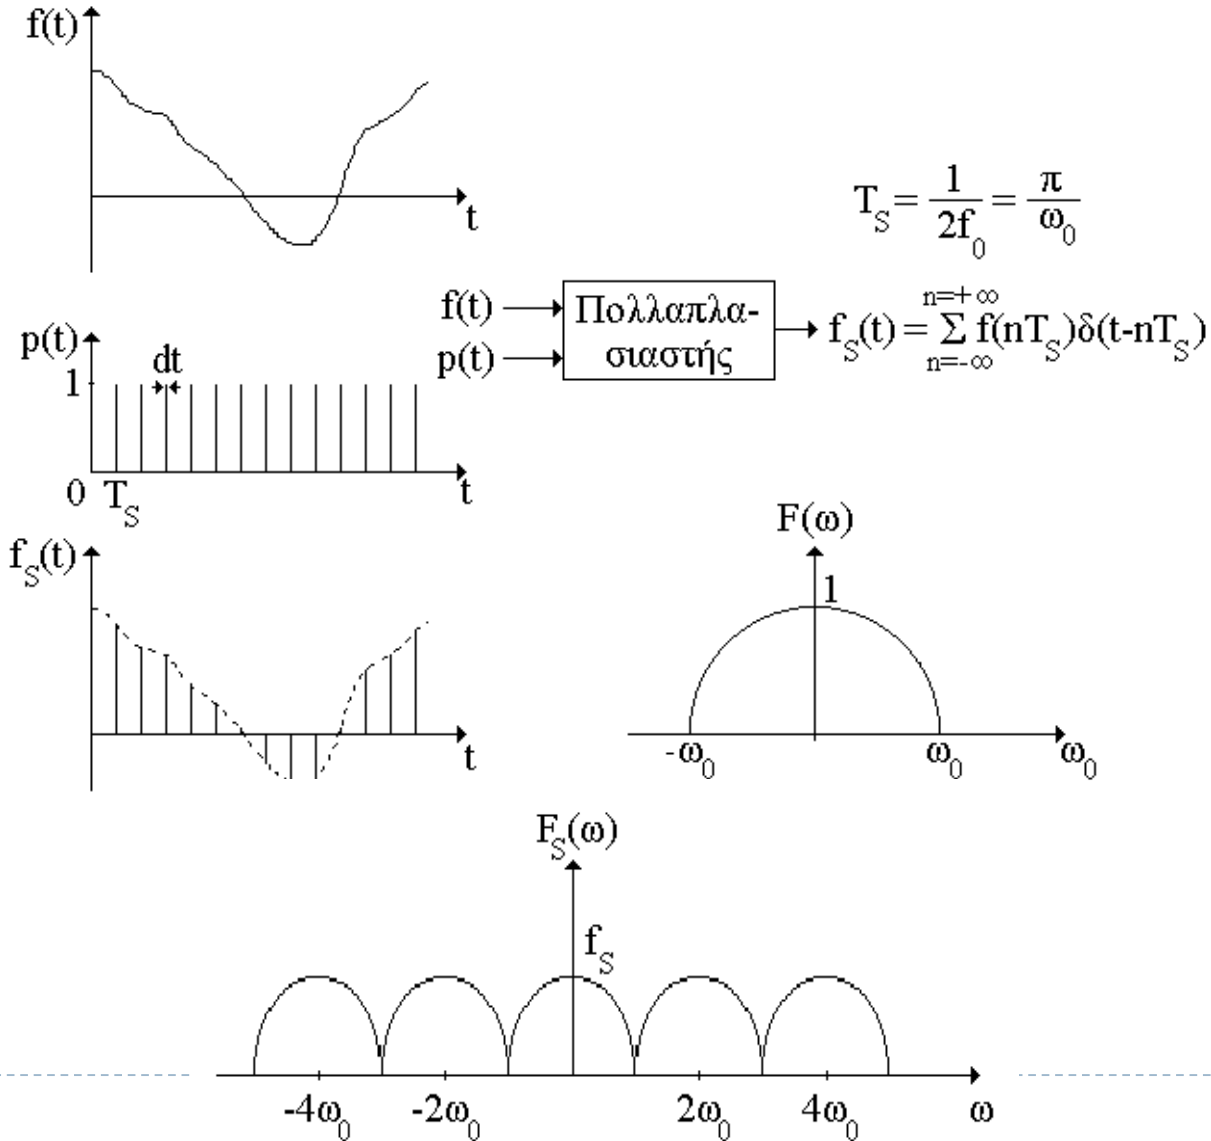 f(t)
t
T_S = 1/(2f_0) = π/ω_0
f(t)
p(t)
Πολλαπλα-
σιαστής
n=+∞
f_S(t) = Σ f(nT_S)δ(t-nT_S)
n=-∞
p(t)
dt
1
0 T_S
t
f_S(t)
t
F(ω)
1
-ω_0 ω_0 ω_0
F_S(ω)
f_S
-4ω_0 -2ω_0 2ω_0 4ω_0 ω